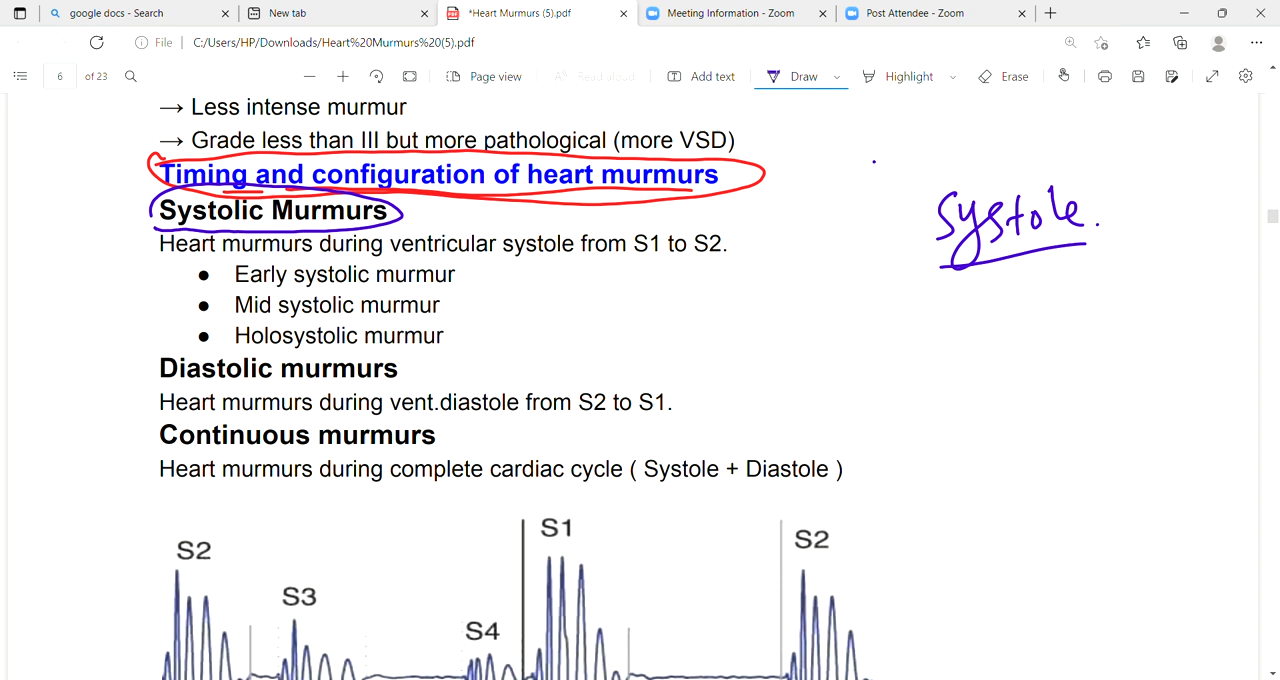 google docs - Search
New tab
*Heart Murmurs (5).pdf
Meeting Information - Zoom
Post Attendee - Zoom
File
C:/Users/HP/Downloads/Heart%20Murmurs%20(5).pdf
6 of 23
Page view
Read aloud
Add text
Draw
Highlight
Erase
→ Less intense murmur
→ Grade less than III but more pathological (more VSD)
Timing and configuration of heart murmurs
Systolic Murmurs
Systole.
Heart murmurs during ventricular systole from S1 to S2.
● Early systolic murmur
● Mid systolic murmur
● Holosystolic murmur
Diastolic murmurs
Heart murmurs during vent.diastole from S2 to S1.
Continuous murmurs
Heart murmurs during complete cardiac cycle ( Systole + Diastole )
S2
S3
S4
S1
S2